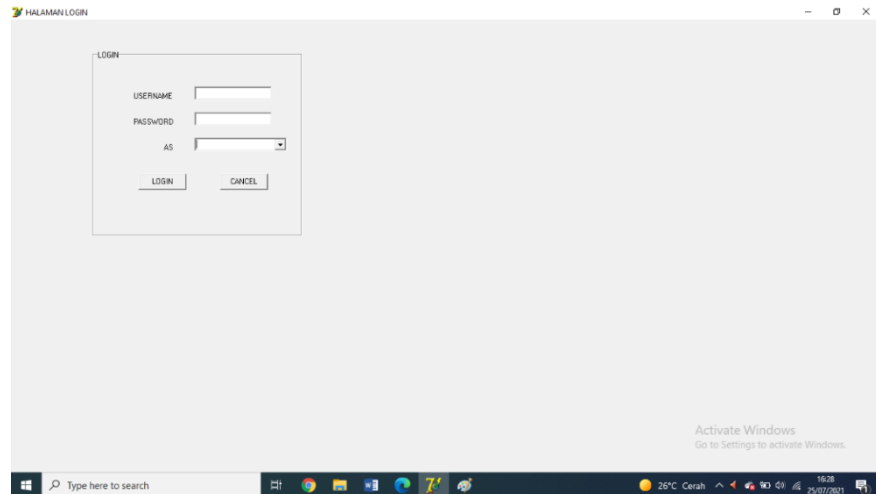 HALAMAN LOGIN
LOGIN
USERNAME
PASSWORD
AS
LOGIN CANCEL
Activate Windows
Go to Settings to activate Windows.
Type here to search
26°C Cerah
16:28
25/07/2021